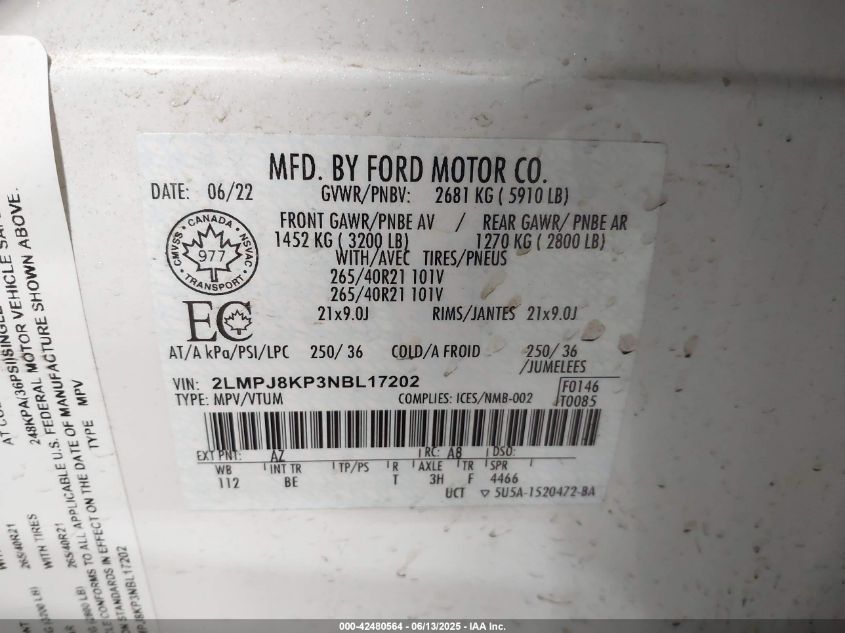 MFD. BY FORD MOTOR CO.
DATE: 06/22 GVWR/PNBV: 2681 KG ( 5910 LB)
FRONT GAWR/PNBE AV / REAR GAWR/ PNBE AR
1452 KG ( 3200 LB) 1270 KG ( 2800 LB)
WITH/AVEC TIRES/PNEUS
265/40R21 101V
265/40R21 101V
21x9.0J RIMS/JANTES 21x9.0J
CANADA
CMVSS 977 NSVAC
TRANSPORT
EC
AT/A kPa/PSI/LPC 250/ 36 COLD/A FROID 250/ 36
/JUMELEES
VIN: 2LMPJ8KP3NBL17202 F0146
TYPE: MPV/VTUM COMPLIES: ICES/NMB-002 T0085
EXT PNT: AZ RC: A8 DSO:
WB INT TR TP/PS R AXLE TR SPR
112 BE T 3H F 4466
UCT ▽ 5U5A-1520472-BA
248KPA(36PSI)SINGLE
U.S. FEDERAL MOTOR VEHICLE
DATE OF MANUFACTURE SHOWN ABOVE.
TYPE MPV
265/40R21
WITH TIRES
265/40R21
TO ALL APPLICABLE
IN EFFECT ON THE DATE OF
000-42480564 - 06/13/2025 - IAA Inc.